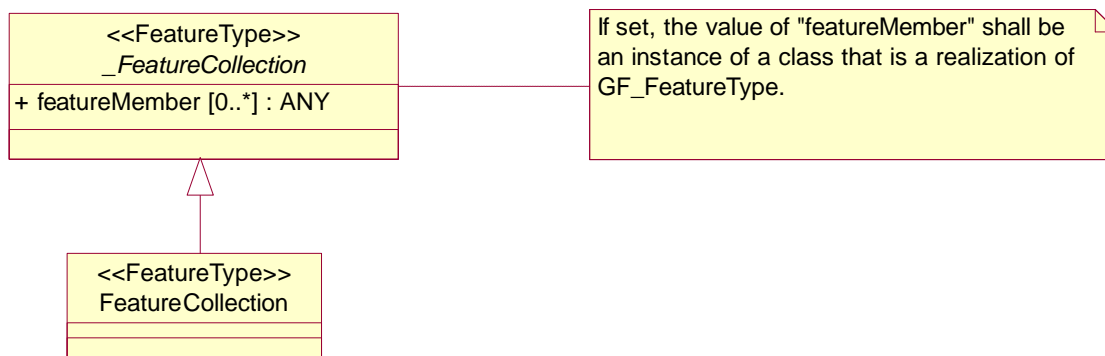 <<FeatureType>>
_FeatureCollection
+ featureMember [0..*] : ANY
If set, the value of "featureMember" shall be
an instance of a class that is a realization of
GF_FeatureType.
<<FeatureType>>
FeatureCollection